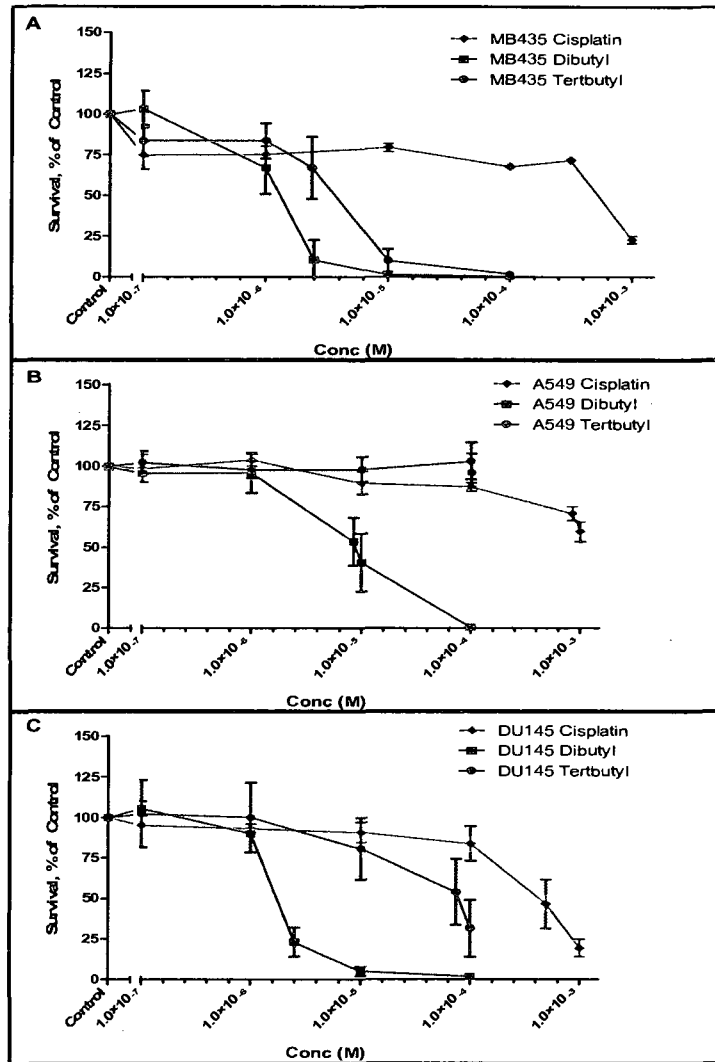 A
MB435 Cisplatin
MB435 Dibutyl
MB435 Tertbutyl
Survival, % of Control
150
125
100
75
50
25
0
Control
1.0×10⁻⁷
1.0×10⁻⁶
1.0×10⁻⁵
1.0×10⁻⁴
1.0×10⁻³
Conc (M)
B
A549 Cisplatin
A549 Dibutyl
A549 Tertbutyl
Survival, % of Control
150
125
100
75
50
25
0
Control
1.0×10⁻⁷
1.0×10⁻⁶
1.0×10⁻⁵
1.0×10⁻⁴
1.0×10⁻³
Conc (M)
C
DU145 Cisplatin
DU145 Dibutyl
DU145 Tertbutyl
Survival, % of Control
150
125
100
75
50
25
0
Control
1.0×10⁻⁷
1.0×10⁻⁶
1.0×10⁻⁵
1.0×10⁻⁴
1.0×10⁻³
Conc (M)